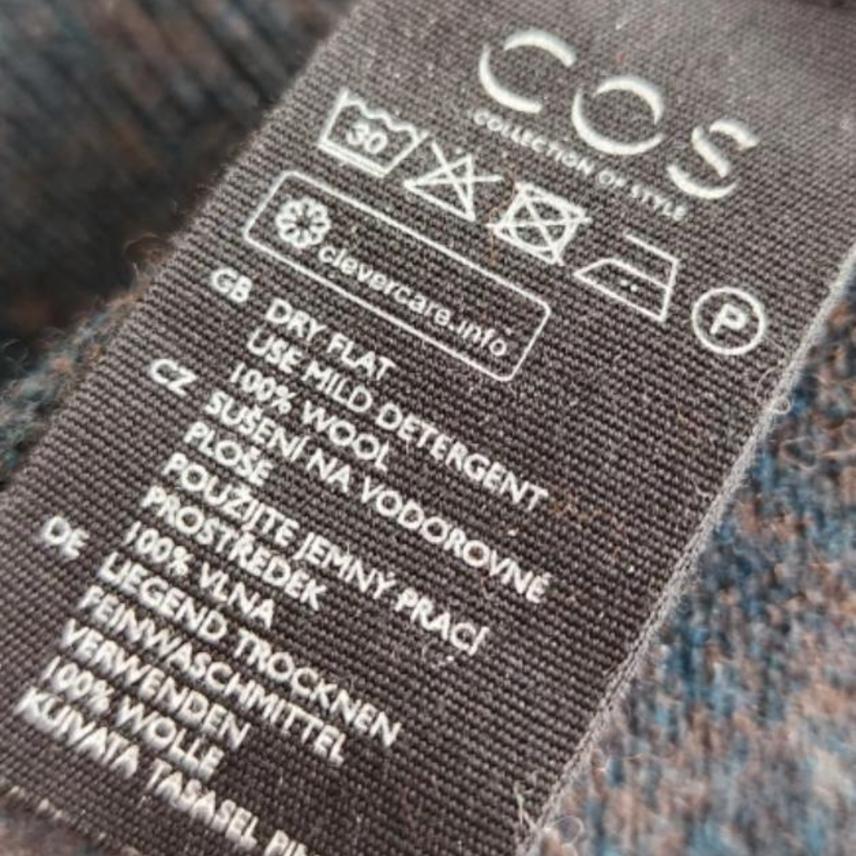 COS
COLLECTION OF STYLE
30
P
clevercare.info
GB DRY FLAT
USE MILD DETERGENT
100% WOOL
CZ SUŠENÍ NA VODOROVNÉ
PLOŠE
POUŽIJTE JEMNÝ PRACÍ
PROSTŘEDEK
100% VLNA
DE LIEGEND TROCKNEN
FEINWASCHMITTEL
VERWENDEN
100% WOLLE
KUIVATA TASASEL